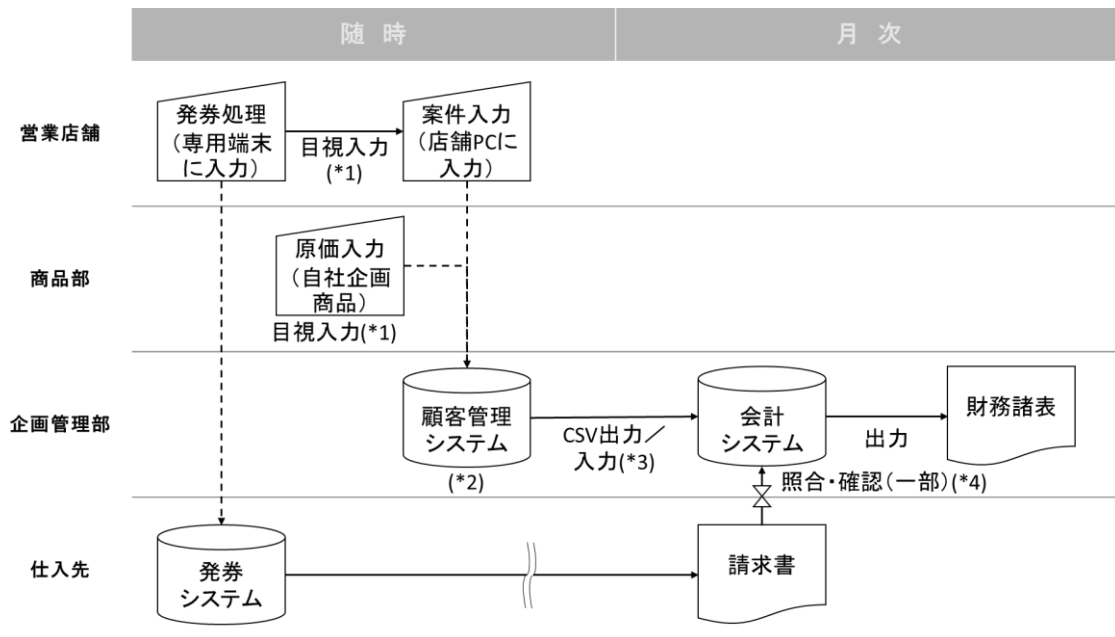 随 時
月 次
営業店舗
発券処理
（専用端末
に入力）
目視入力
(*1)
案件入力
（店舗PCに
入力）
商品部
原価入力
（自社企画
商品）
目視入力(*1)
企画管理部
顧客管理
システム
(*2)
CSV出力／
入力(*3)
会計
システム
出力
財務諸表
照合・確認（一部）(*4)
仕入先
発券
システム
請求書